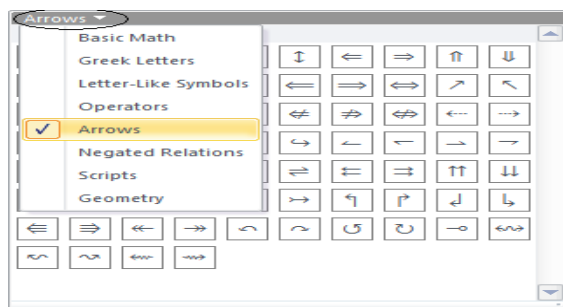 Arrows
Basic Math
Greek Letters
Letter-Like Symbols
Operators
Arrows
Negated Relations
Scripts
Geometry